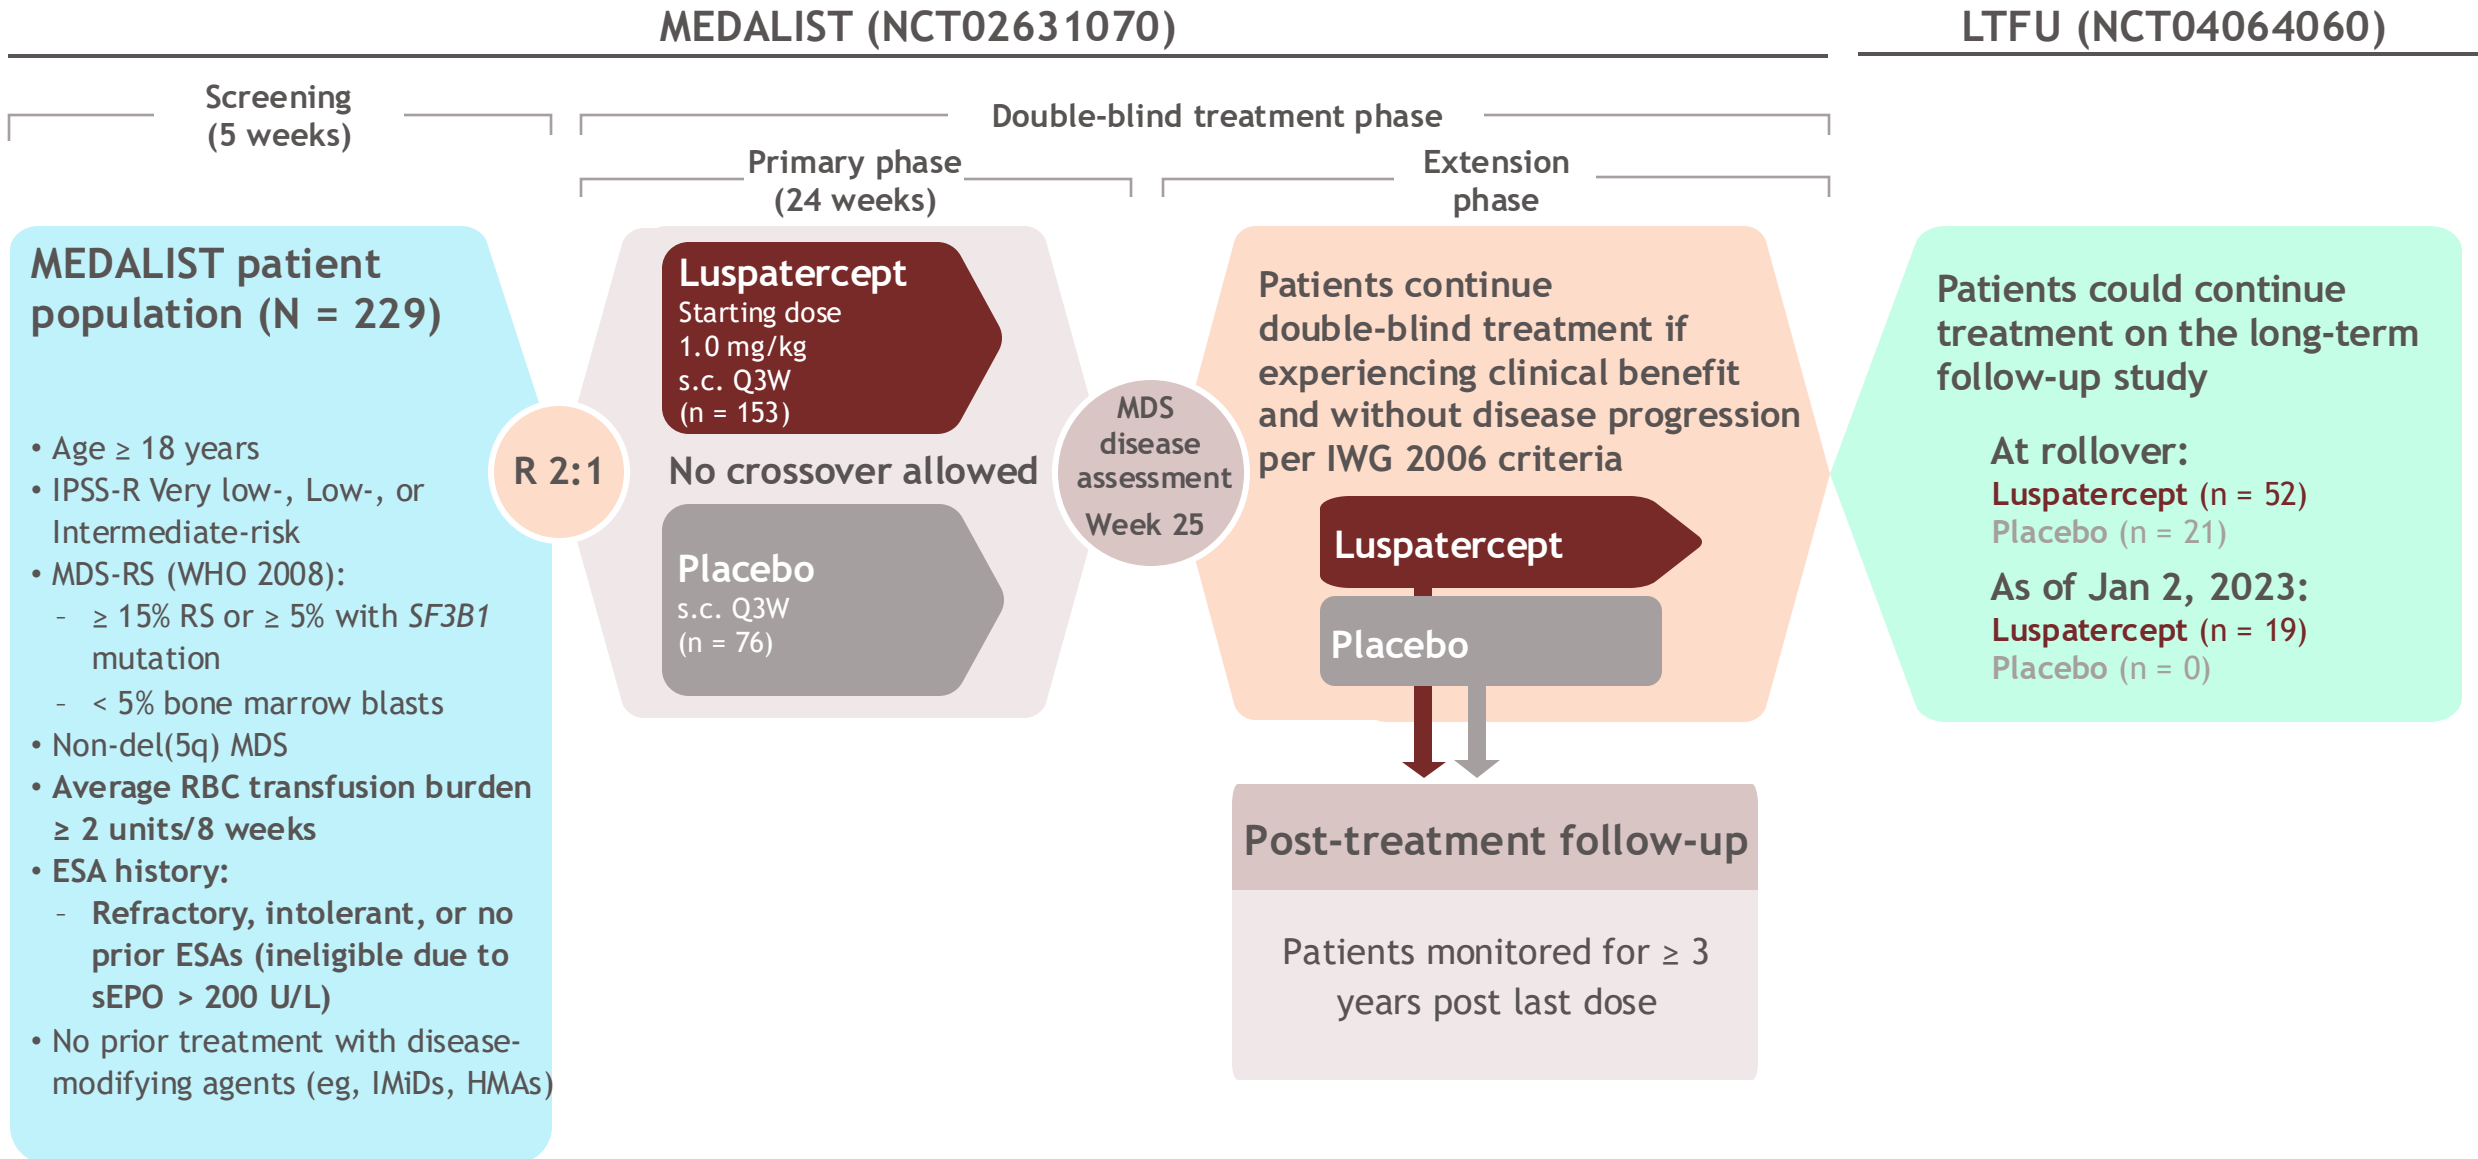 MEDALIST (NCT02631070)
LTFU (NCT04064060)
Screening
(5 weeks)
Double-blind treatment phase
Primary phase
(24 weeks)
Extension
phase
MEDALIST patient
population (N = 229)
• Age ≥ 18 years
• IPSS-R Very low-, Low-, or
Intermediate-risk
• MDS-RS (WHO 2008):
- ≥ 15% RS or ≥ 5% with SF3B1
mutation
- < 5% bone marrow blasts
• Non-del(5q) MDS
• Average RBC transfusion burden
≥ 2 units/8 weeks
• ESA history:
- Refractory, intolerant, or no
prior ESAs (ineligible due to
sEPO > 200 U/L)
• No prior treatment with disease-
modifying agents (eg, IMiDs, HMAs)
R 2:1
Luspatercept
Starting dose
1.0 mg/kg
s.c. Q3W
(n = 153)
No crossover allowed
Placebo
s.c. Q3W
(n = 76)
MDS
disease
assessment
Week 25
Patients continue
double-blind treatment if
experiencing clinical benefit
and without disease progression
per IWG 2006 criteria
Luspatercept
Placebo
Post-treatment follow-up
Patients monitored for ≥ 3
years post last dose
Patients could continue
treatment on the long-term
follow-up study
At rollover:
Luspatercept (n = 52)
Placebo (n = 21)
As of Jan 2, 2023:
Luspatercept (n = 19)
Placebo (n = 0)